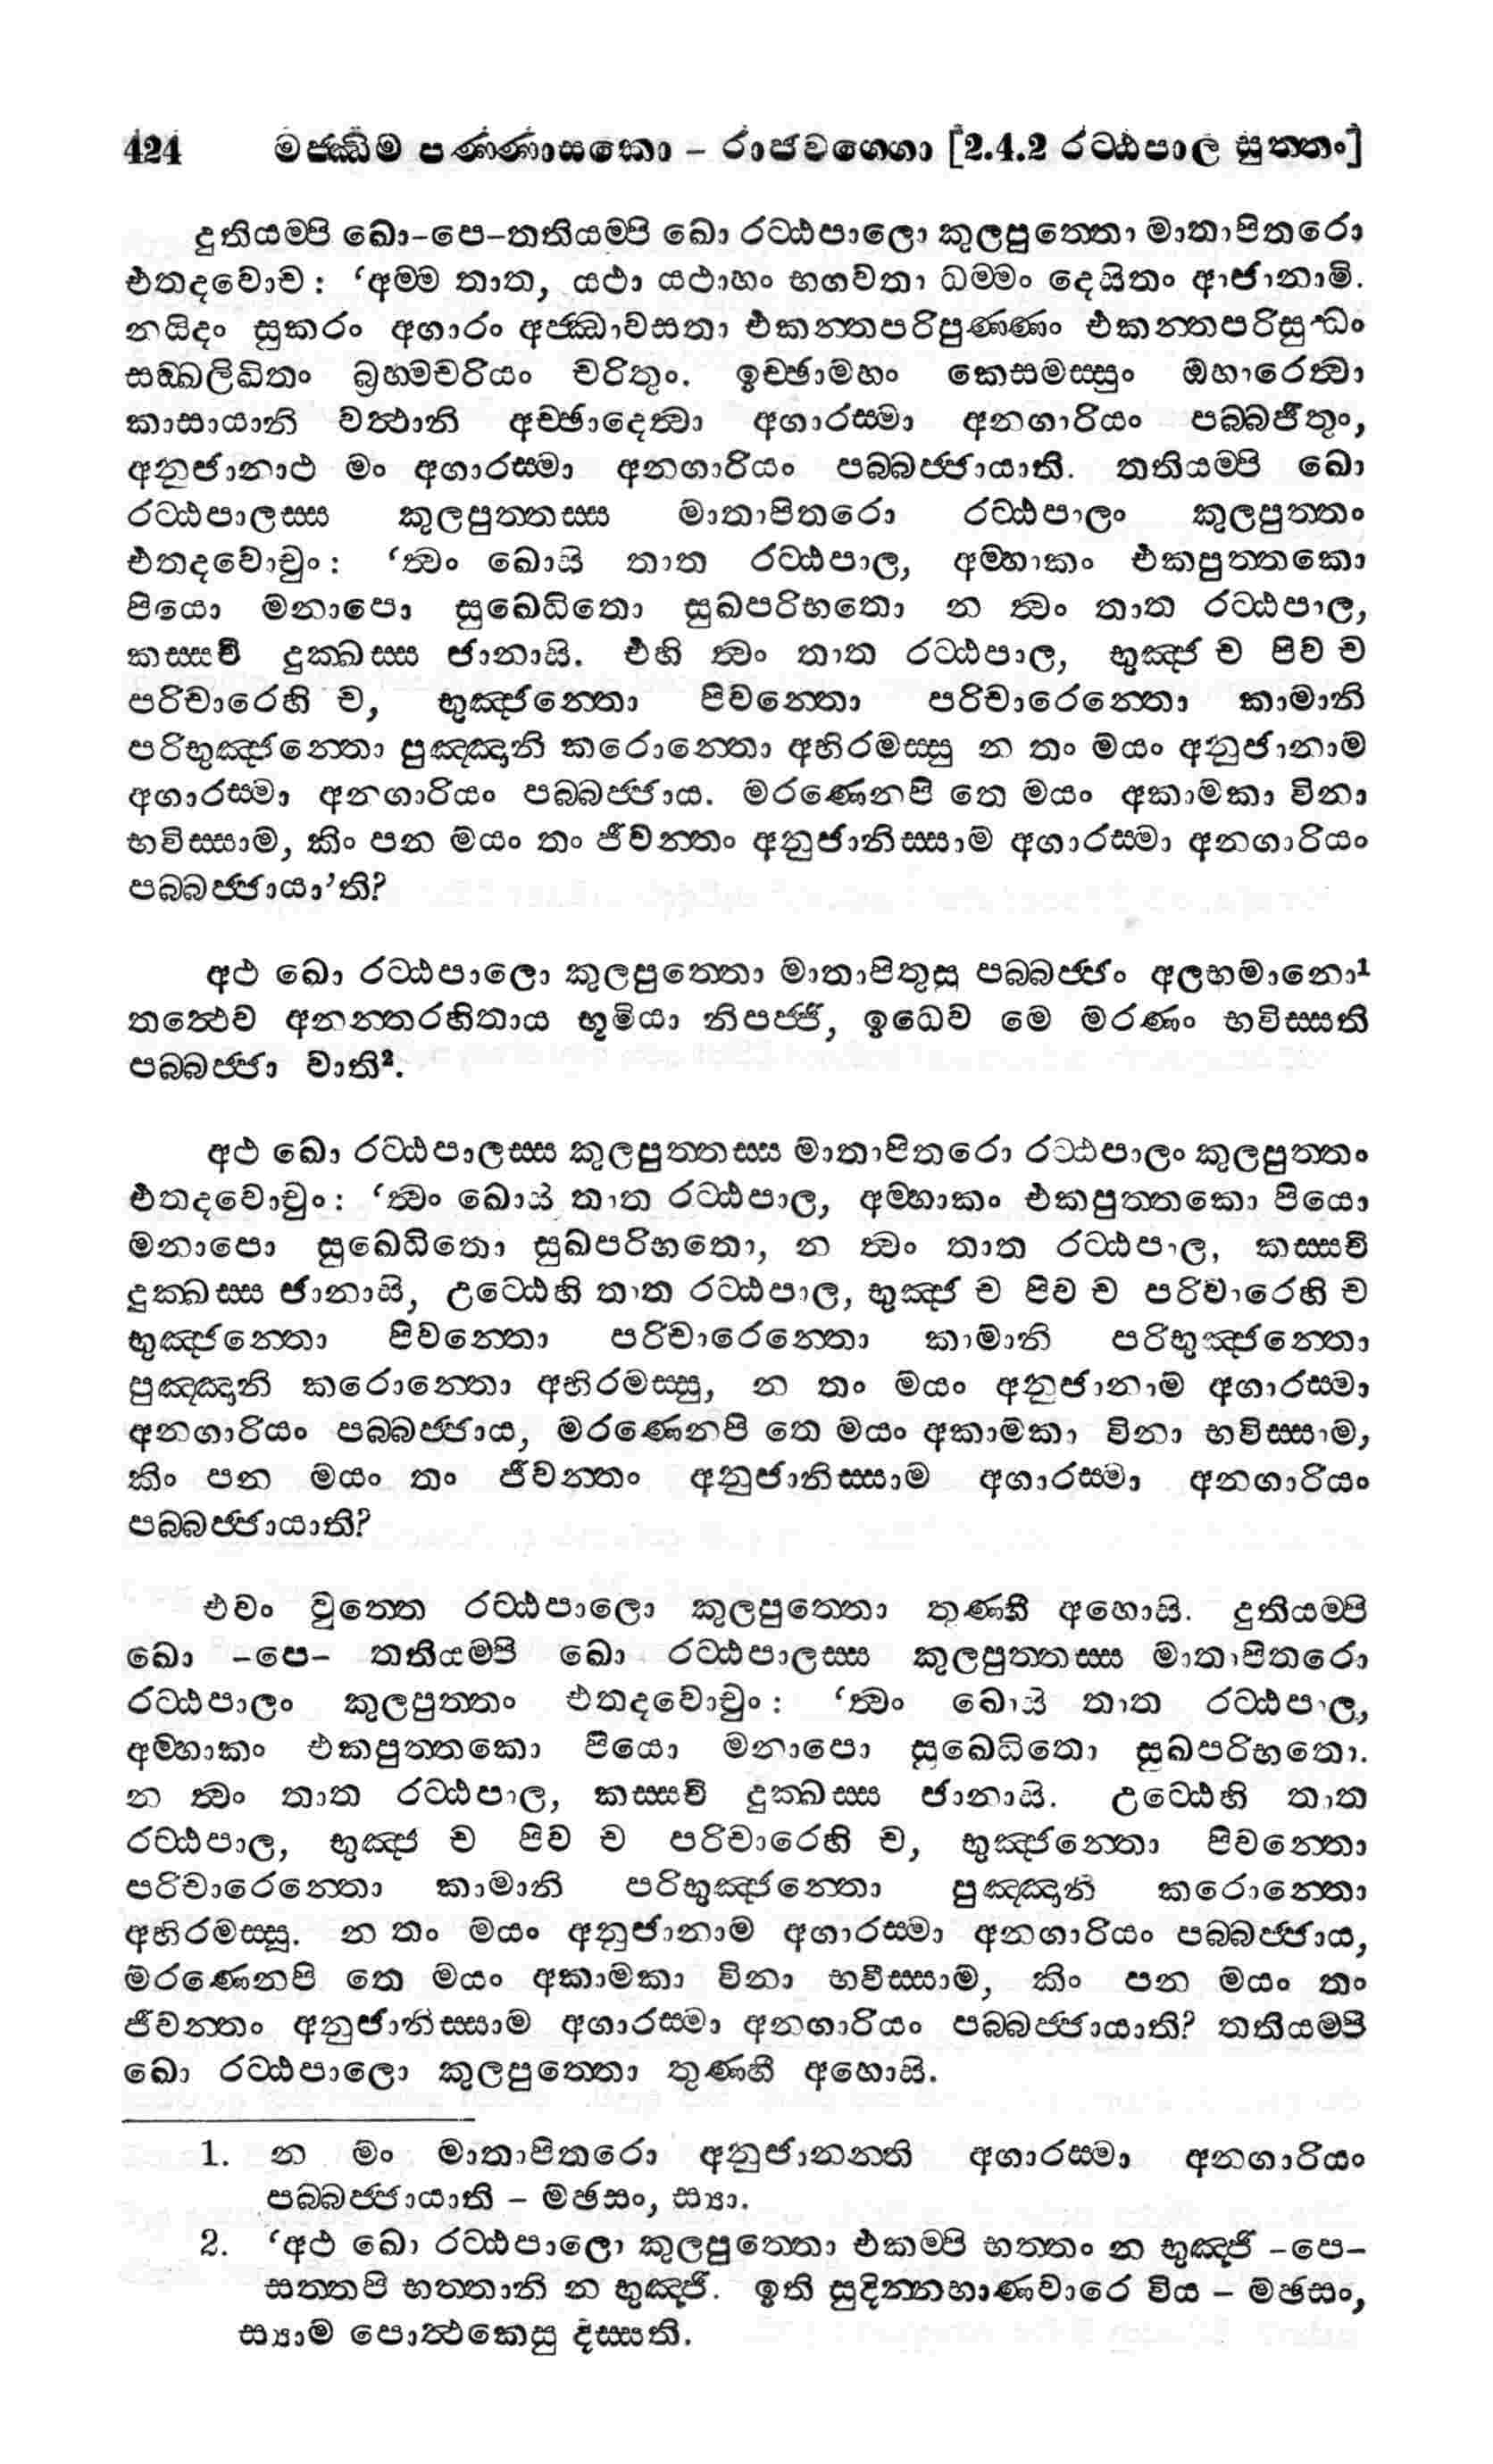 424 මජ්ඣිම පණ්ණාසකො – රාජවග්ගො [2.4.2 රට්ඨපාල සුත්තං]
දුතියම්පි ඛො-පෙ-තතියම්පි ඛො රට්ඨපාලො කුලපුත්තො මාතාපිතරො
එතදවොච: ‘අම්ම තාත, යථා යථාහං භගවතා ධම්මං දෙසිතං ආජානාමි.
නයිදං සුකරං අගාරං අජ්ඣාවසතා එකන්තපරිපුණ්ණං එකන්තපරිසුද්ධං
සඞ්ඛලිඛිතං බ්‍රහ්මචරියං චරිතුං. ඉච්ඡාමහං කෙසමස්සුං ඔහාරෙත්වා
කාසායානි වත්ථානි අච්ඡාදෙත්වා අගාරස්මා අනගාරියං පබ්බජිතුං,
අනුජානාථ මං අගාරස්මා අනගාරියං පබ්බජ්ජායාති. තතියම්පි ඛො
රට්ඨපාලස්ස කුලපුත්තස්ස මාතාපිතරො රට්ඨපාලං කුලපුත්තං
එතදවොචුං: ‘ත්වං ඛොසි තාත රට්ඨපාල, අම්හාකං එකපුත්තකො
පියො මනාපො සුඛෙධිතො සුඛපරිභතො න ත්වං තාත රට්ඨපාල,
කස්සචි දුක්ඛස්ස ජානාසි. එහි ත්වං තාත රට්ඨපාල, භුඤ්ජ ච පිව ච
පරිචාරෙහි ච, භුඤ්ජන්තො පිවන්තො පරිචාරෙන්තො කාමානි
පරිභුඤ්ජන්තො පුඤ්ඤානි කරොන්තො අභිරමස්සු න තං මයං අනුජානාම
අගාරස්මා අනගාරියං පබ්බජ්ජාය. මරණෙනපි තෙ මයං අකාමකා විනා
භවිස්සාම, කිං පන මයං තං ජීවන්තං අනුජානිස්සාම අගාරස්මා අනගාරියං
පබ්බජ්ජායා’ති?
අථ ඛො රට්ඨපාලො කුලපුත්තො මාතාපිතුසු පබ්බජ්ජං අලභමානො¹
තත්ථෙව අනන්තරහිතාය භූමියා නිපජ්ජි, ඉධෙව මෙ මරණං භවිස්සති
පබ්බජ්ජා වාති².
අථ ඛො රට්ඨපාලස්ස කුලපුත්තස්ස මාතාපිතරො රට්ඨපාලං කුලපුත්තං
එතදවොචුං: ‘ත්වං ඛොසි තාත රට්ඨපාල, අම්හාකං එකපුත්තකො පියො
මනාපො සුඛෙධිතො සුඛපරිභතො, න ත්වං තාත රට්ඨපාල, කස්සචි
දුක්ඛස්ස ජානාසි, උට්ඨෙහි තාත රට්ඨපාල, භුඤ්ජ ච පිව ච පරිචාරෙහි ච
භුඤ්ජන්තො පිවන්තො පරිචාරෙන්තො කාමානි පරිභුඤ්ජන්තො
පුඤ්ඤානි කරොන්තො අභිරමස්සු, න තං මයං අනුජානාම අගාරස්මා
අනගාරියං පබ්බජ්ජාය, මරණෙනපි තෙ මයං අකාමකා විනා භවිස්සාම,
කිං පන මයං තං ජීවන්තං අනුජානිස්සාම අගාරස්මා අනගාරියං
පබ්බජ්ජායාති?
එවං වුත්තෙ රට්ඨපාලො කුලපුත්තො තුණ්හී අහොසි. දුතියම්පි
ඛො -පෙ- තතියම්පි ඛො රට්ඨපාලස්ස කුලපුත්තස්ස මාතාපිතරො
රට්ඨපාලං කුලපුත්තං එතදවොචුං: ‘ත්වං ඛොසි තාත රට්ඨපාල,
අම්හාකං එකපුත්තකො පියො මනාපො සුඛෙධිතො සුඛපරිභතො.
න ත්වං තාත රට්ඨපාල, කස්සචි දුක්ඛස්ස ජානාසි. උට්ඨෙහි තාත
රට්ඨපාල, භුඤ්ජ ච පිව ච පරිචාරෙහි ච, භුඤ්ජන්තො පිවන්තො
පරිචාරෙන්තො කාමානි පරිභුඤ්ජන්තො පුඤ්ඤානි කරොන්තො
අභිරමස්සු. න තං මයං අනුජානාම අගාරස්මා අනගාරියං පබ්බජ්ජාය,
මරණෙනපි තෙ මයං අකාමකා විනා භවිස්සාම, කිං පන මයං තං
ජීවන්තං අනුජානිස්සාම අගාරස්මා අනගාරියං පබ්බජ්ජායාති? තතියම්පි
ඛො රට්ඨපාලො කුලපුත්තො තුණ්හී අහොසි.
1. න මං මාතාපිතරො අනුජානන්ති අගාරස්මා අනගාරියං
පබ්බජ්ජායාති – මඡසං, ස්‍යා.
2. ‘අථ ඛො රට්ඨපාලො කුලපුත්තො එකම්පි භත්තං න භුඤ්ජි -පෙ-
සත්තපි භත්තානි න භුඤ්ජි. ඉති සුදින්නභාණවාරෙ විය – මඡසං,
ස්‍යාම පොත්ථකෙසු දිස්සති.